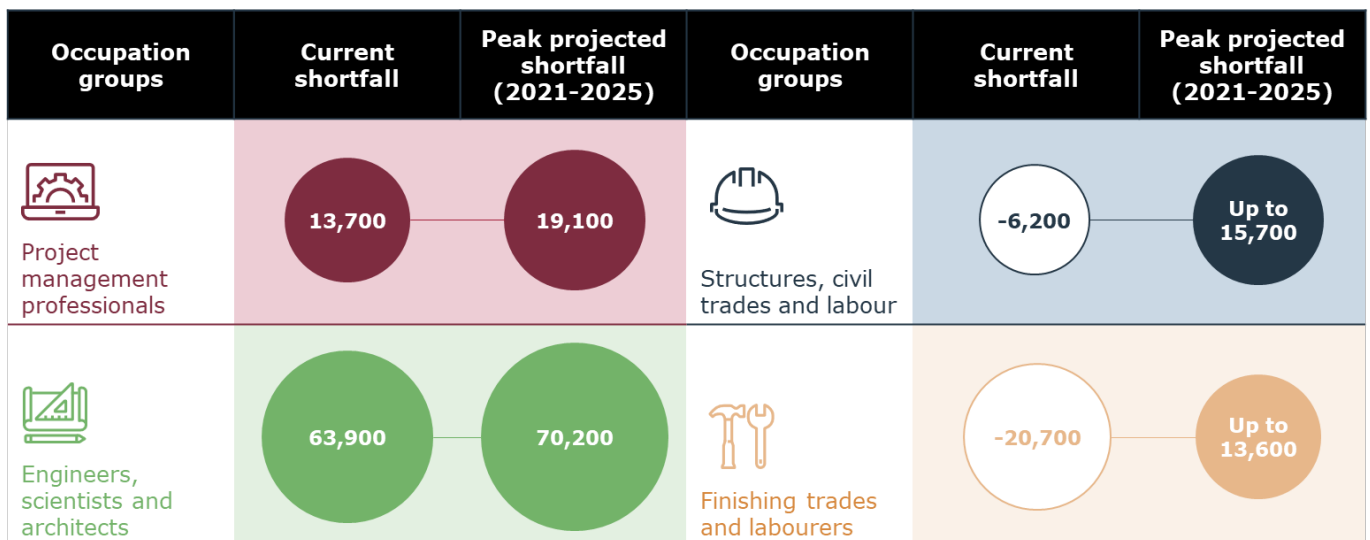 Occupation
groups
Current
shortfall
Peak projected
shortfall
(2021-2025)
Occupation
groups
Current
shortfall
Peak projected
shortfall
(2021-2025)
Project
management
professionals
13,700
19,100
Structures, civil
trades and labour
-6,200
Up to
15,700
Engineers,
scientists and
architects
63,900
70,200
Finishing trades
and labourers
-20,700
Up to
13,600